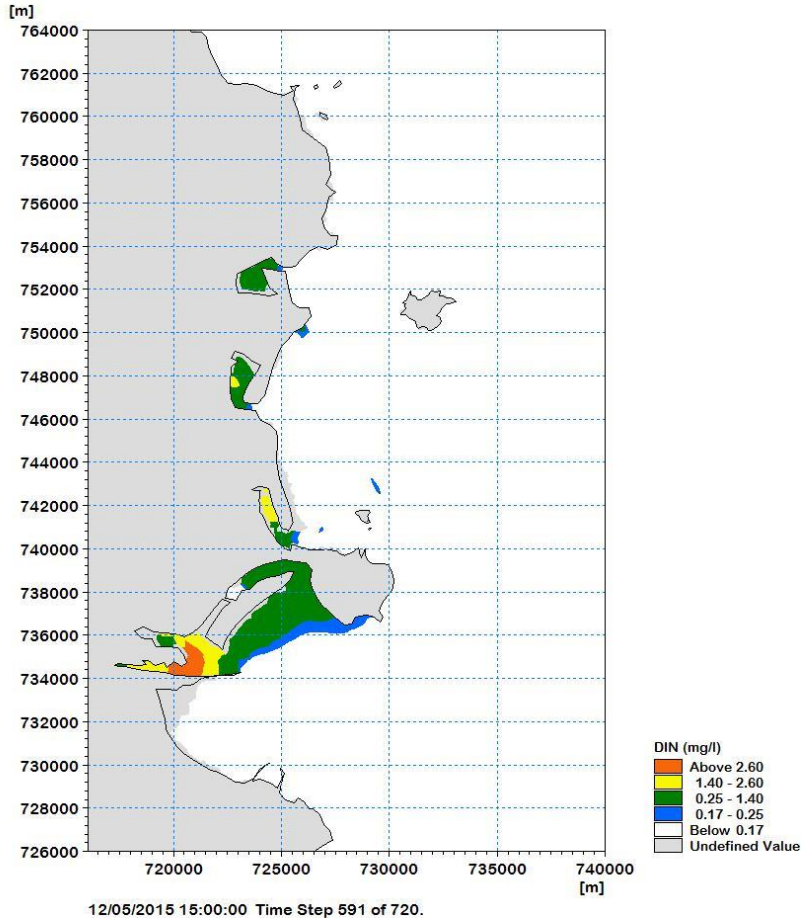 [m]
764000
762000
760000
758000
756000
754000
752000
750000
748000
746000
744000
742000
740000
738000
736000
734000
732000
730000
728000
726000
720000 725000 730000 735000 740000
[m]
DIN (mg/l)
Above 2.60
1.40 - 2.60
0.25 - 1.40
0.17 - 0.25
Below 0.17
Undefined Value
12/05/2015 15:00:00 Time Step 591 of 720.